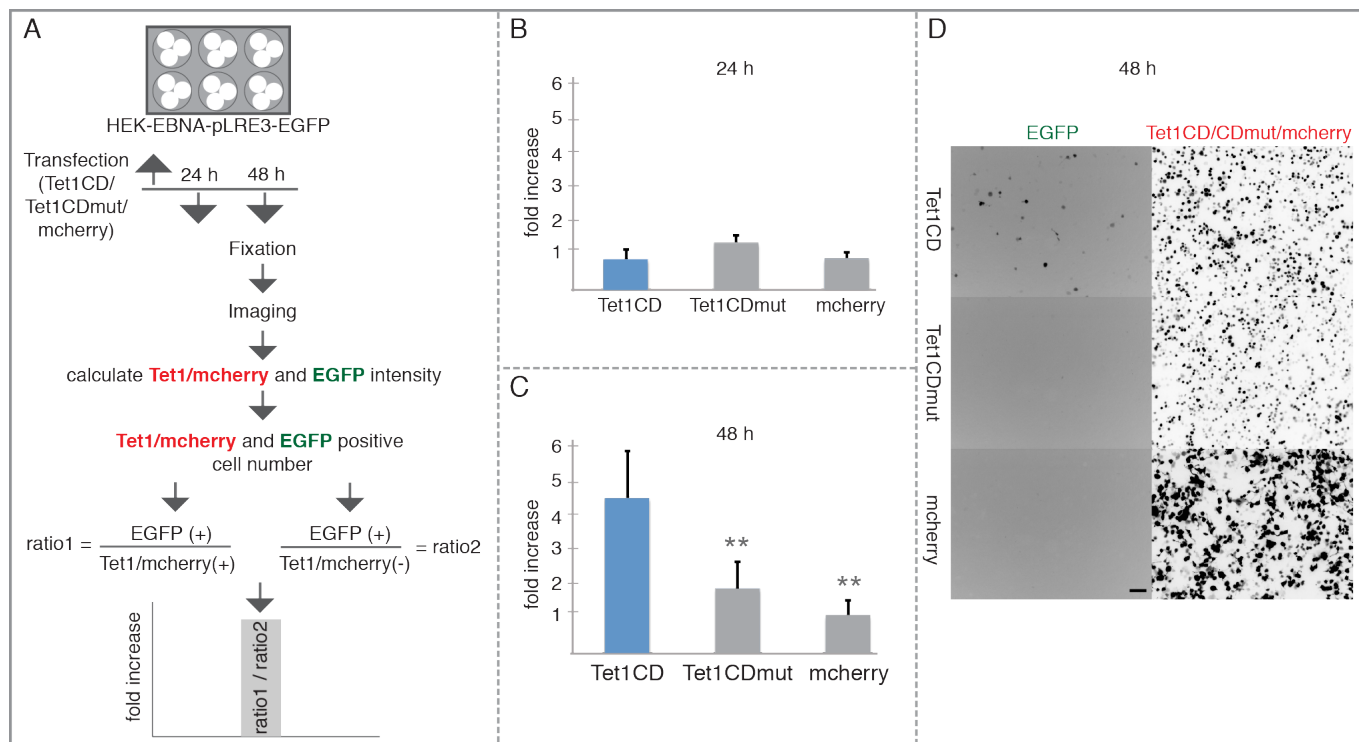 A
HEK-EBNA-pLRE3-EGFP
Transfection
(Tet1CD/
Tet1CDmut/
mcherry)
24 h
48 h
Fixation
Imaging
calculate Tet1/mcherry and EGFP intensity
Tet1/mcherry and EGFP positive
cell number
ratio1 =
EGFP (+)
Tet1/mcherry(+)
EGFP (+)
Tet1/mcherry(-)
= ratio2
fold increase
ratio1 / ratio2
B
24 h
fold increase
6
5
4
3
2
1
Tet1CD
Tet1CDmut
mcherry
C
48 h
fold increase
6
5
4
3
2
1
**
**
Tet1CD
Tet1CDmut
mcherry
D
48 h
EGFP
Tet1CD/CDmut/mcherry
Tet1CD
Tet1CDmut
mcherry